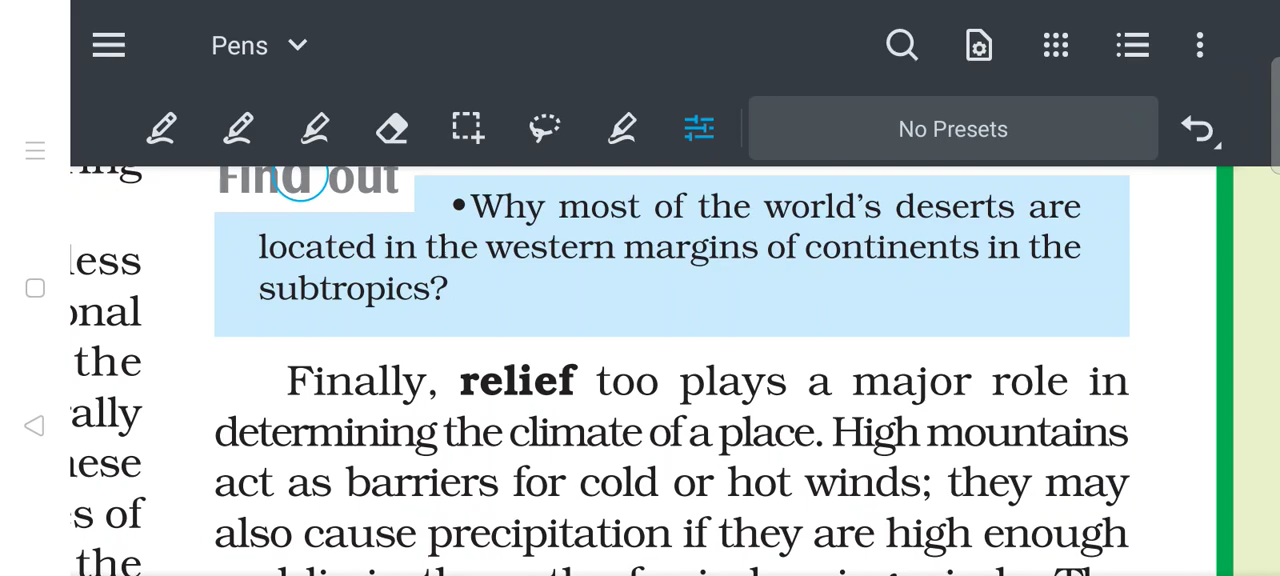 Pens
No Presets
Find out
•Why most of the world's deserts are
located in the western margins of continents in the
subtropics?
Finally, relief too plays a major role in
determining the climate of a place. High mountains
act as barriers for cold or hot winds; they may
also cause precipitation if they are high enough
less
onal
the
rally
hese
s of
the